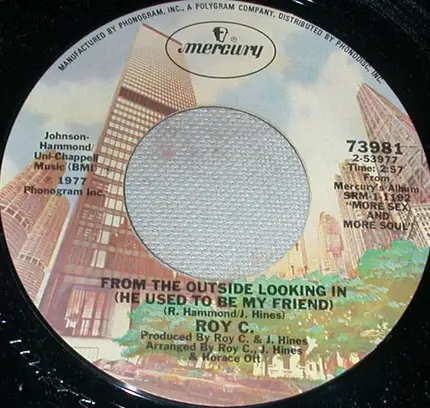 MANUFACTURED BY PHONOGRAM, INC., A POLYGRAM COMPANY. DISTRIBUTED BY PHONODISC, INC.
mercury
Johnson-
Hammond/
Uni-Chappell
Music (BMI)
℗ 1977
Phonogram Inc.
73981
2-53977
Time: 2:57
From
Mercury's Album
SRM-1-1192
"MORE SEX
AND
MORE SOUL"
FROM THE OUTSIDE LOOKING IN
(HE USED TO BE MY FRIEND)
(R. Hammond/J. Hines)
ROY C.
Produced By Roy C. & J. Hines
Arranged By Roy C., J. Hines
& Horace Ott